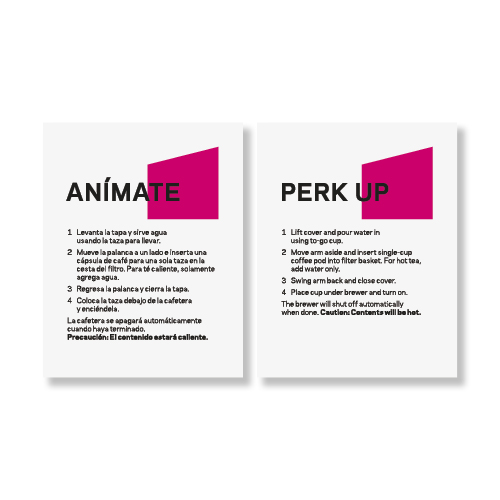 ANÍMATE
1 Levanta la tapa y sirve agua
usando la taza para llevar.
2 Mueve la palanca a un lado e inserta una
cápsula de café para una sola taza en la
cesta del filtro. Para té caliente, solamente
agrega agua.
3 Regresa la palanca y cierra la tapa.
4 Coloca la taza debajo de la cafetera
y enciéndela.
La cafetera se apagará automáticamente
cuando haya terminado.
Precaución: El contenido estará caliente.
PERK UP
1 Lift cover and pour water in
using to-go cup.
2 Move arm aside and insert single-cup
coffee pod into filter basket. For hot tea,
add water only.
3 Swing arm back and close cover.
4 Place cup under brewer and turn on.
The brewer will shut off automatically
when done. Caution: Contents will be hot.